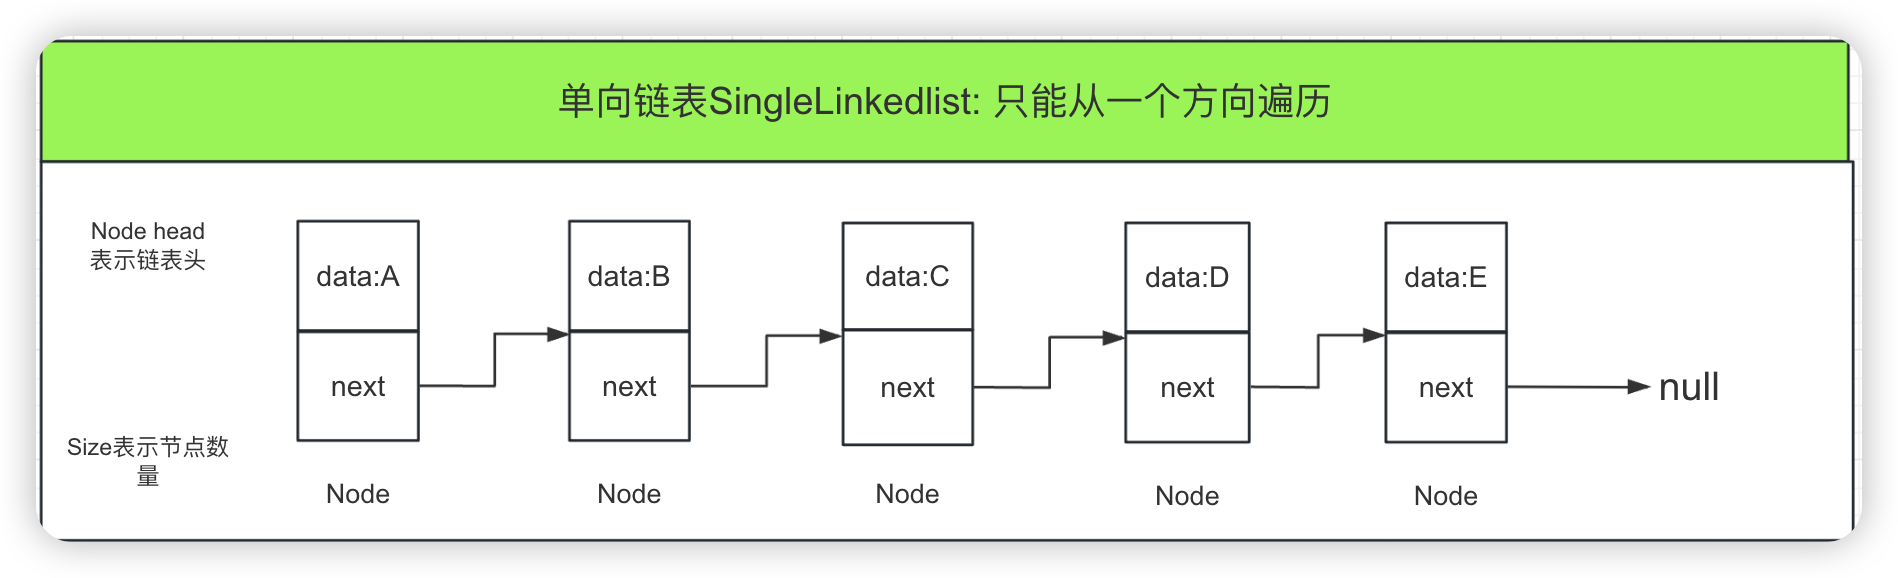 单向链表SingleLinkedlist: 只能从一个方向遍历
Node head
表示链表头
data:A
data:B
data:C
data:D
data:E
next
next
next
next
next
null
Size表示节点数
量
Node
Node
Node
Node
Node